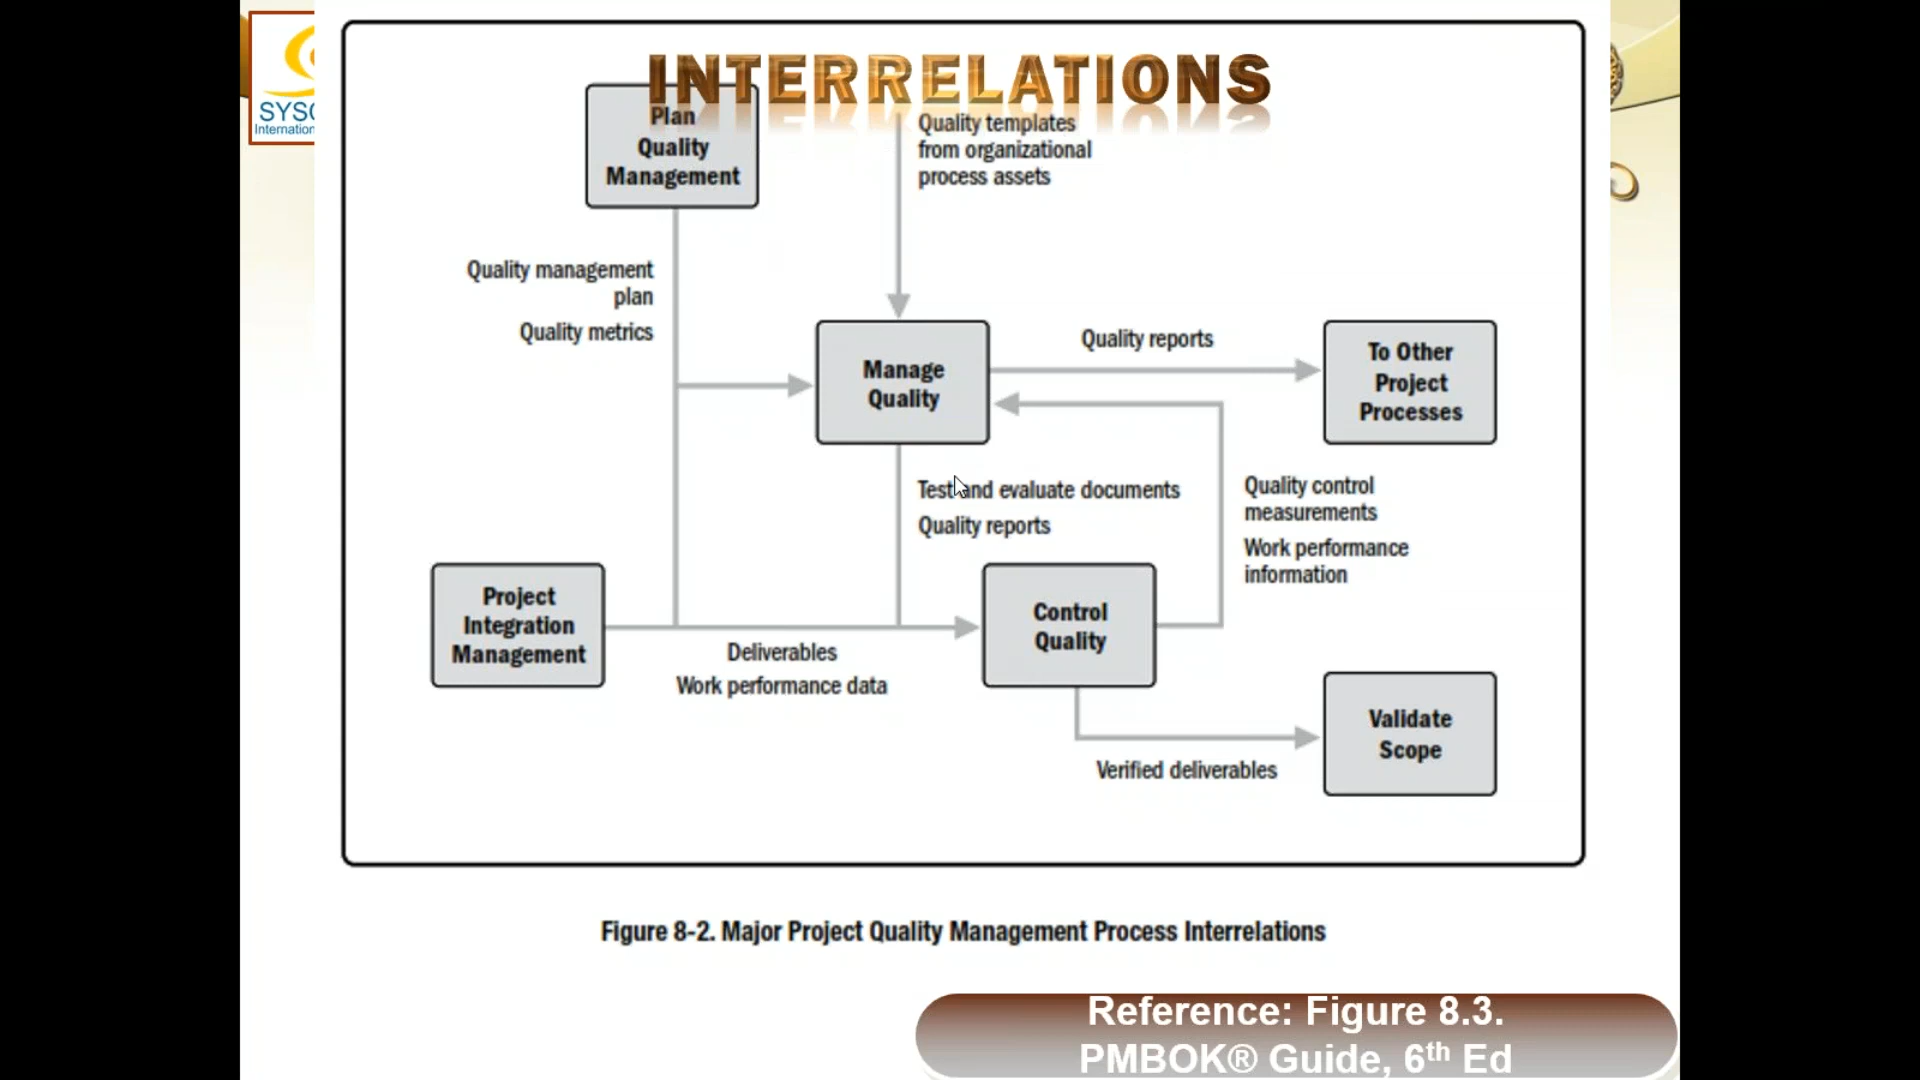 INTERRELATIONS
SYSC
Internation
Plan
Quality
Management
Quality templates
from organizational
process assets
Quality management
plan
Quality metrics
Manage
Quality
Quality reports
To Other
Project
Processes
Test and evaluate documents
Quality reports
Quality control
measurements
Work performance
information
Project
Integration
Management
Deliverables
Work performance data
Control
Quality
Validate
Scope
Verified deliverables
Figure 8-2. Major Project Quality Management Process Interrelations
Reference: Figure 8.3.
PMBOK® Guide, 6th Ed